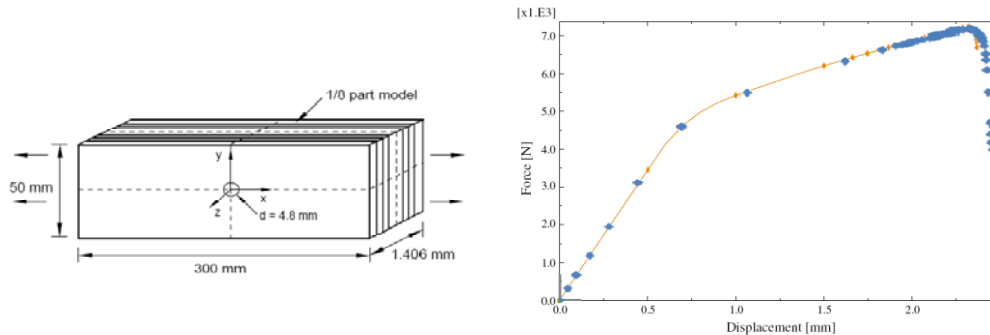 1/8 part model
y
50 mm
x
z
d = 4.8 mm
1.406 mm
300 mm
[x1.E3]
7.0
6.0
5.0
4.0
3.0
2.0
1.0
0.0
Force [N]
0.0 0.5 1.0 1.5 2.0
Displacement [mm]